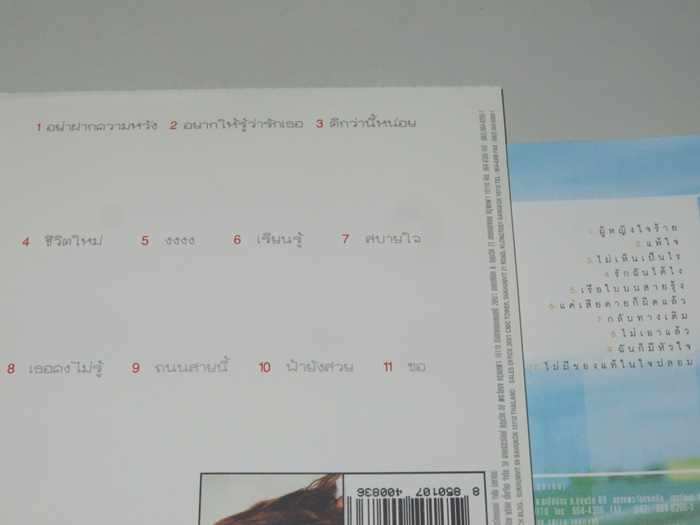 1 อย่าฝากความหวัง 2 อยากให้รู้ว่ารักเธอ 3 ดีกว่านี้หน่อย
4 ชีวิตใหม่ 5 งงงง 6 เรียนรู้ 7 สบายใจ
8 เธอคงไม่รู้ 9 ถนนสายนี้ 10 ฟ้ายังสวย 11 ขอ
8 850107 400836
1. ผู้หญิงใจร้าย
2. แพ้ใจ
3. ไม่เห็นเป็นไร
4. รักฉันได้ไง
5. เรือใบบนสายรุ้ง
6. แค่เสียดายก็ผิดแล้ว
7. กลับทางเดิม
8. ไม่เอาแล้ว
9. ฉันก็มีหัวใจ
10. ไม่มีของแท้ในใจปลอม